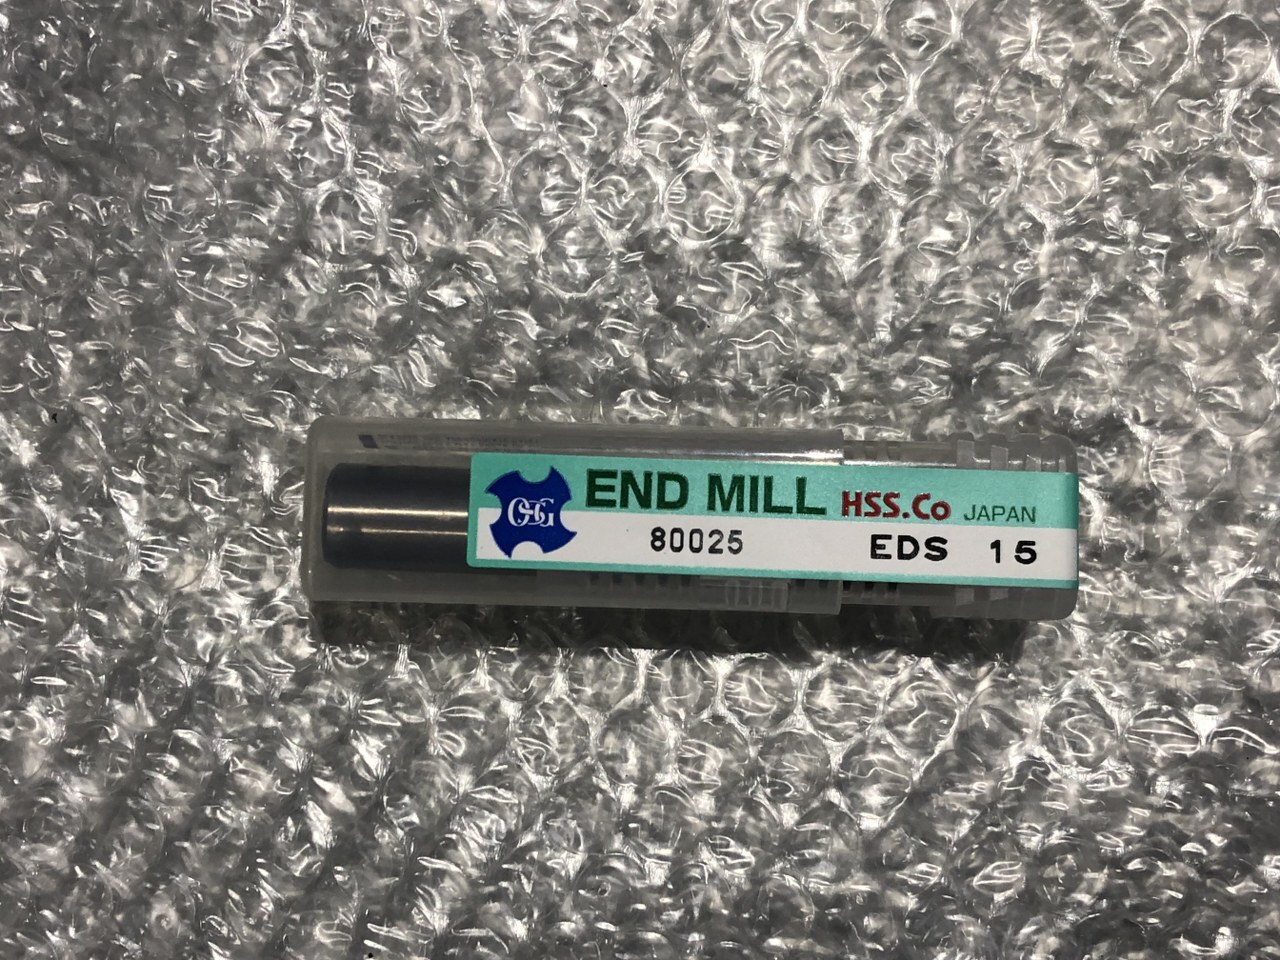 OSG END MILL HSS.Co JAPAN
80025 EDS 15